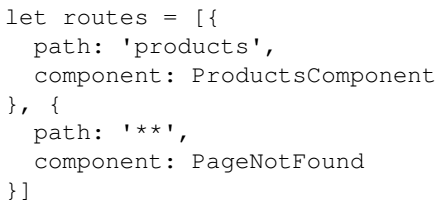 let routes = [{
  path: 'products',
  component: ProductsComponent
}, {
  path: '**',
  component: PageNotFound
}]